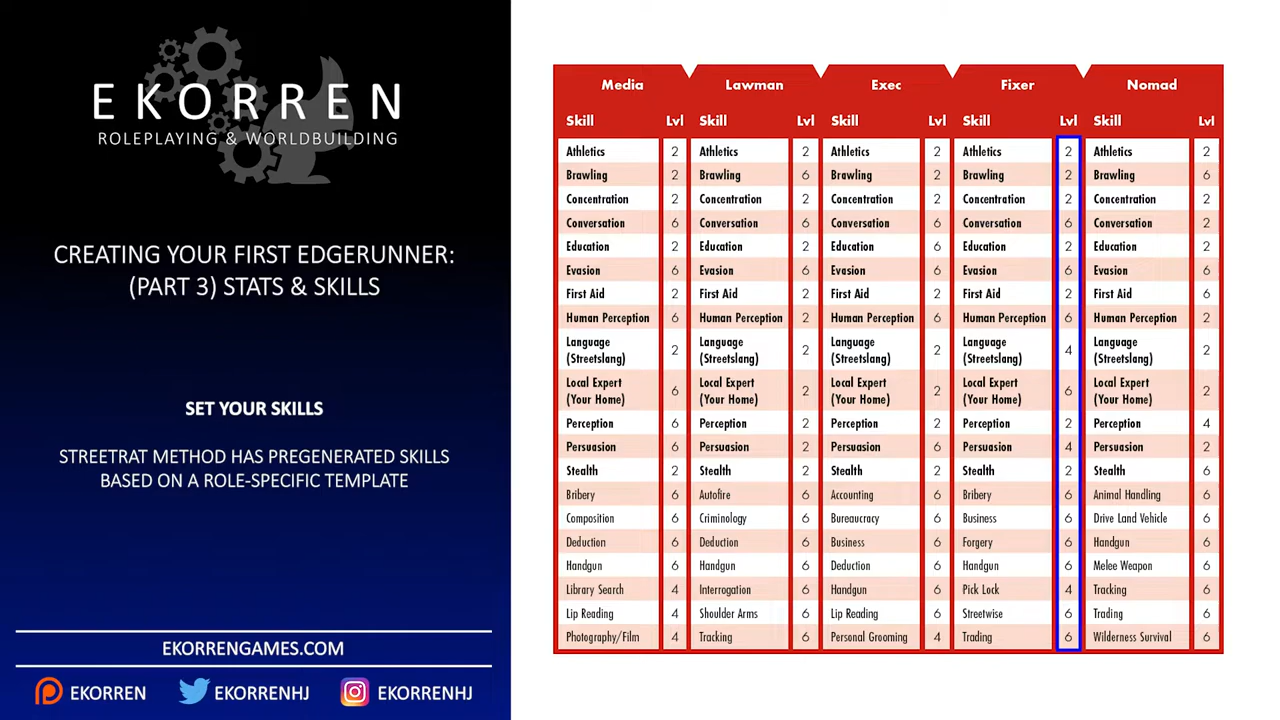 EKORREN
ROLEPLAYING & WORLDBUILDING
CREATING YOUR FIRST EDGERUNNER:
(PART 3) STATS & SKILLS
SET YOUR SKILLS
STREETRAT METHOD HAS PREGENERATED SKILLS
BASED ON A ROLE-SPECIFIC TEMPLATE
EKORRENGAMES.COM
EKORREN EKORRENHJ EKORRENHJ
Media Lawman Exec Fixer Nomad
Skill Lvl Skill Lvl Skill Lvl Skill Lvl Skill Lvl
Athletics 2 Athletics 2 Athletics 2 Athletics 2 Athletics 2
Brawling 2 Brawling 6 Brawling 2 Brawling 2 Brawling 6
Concentration 2 Concentration 2 Concentration 2 Concentration 2 Concentration 2
Conversation 6 Conversation 6 Conversation 6 Conversation 6 Conversation 2
Education 2 Education 2 Education 6 Education 2 Education 2
Evasion 6 Evasion 6 Evasion 6 Evasion 6 Evasion 6
First Aid 2 First Aid 2 First Aid 2 First Aid 2 First Aid 6
Human Perception 6 Human Perception 2 Human Perception 6 Human Perception 6 Human Perception 2
Language (Streetslang) 2 Language (Streetslang) 2 Language (Streetslang) 2 Language (Streetslang) 4 Language (Streetslang) 2
Local Expert (Your Home) 6 Local Expert (Your Home) 2 Local Expert (Your Home) 2 Local Expert (Your Home) 6 Local Expert (Your Home) 2
Perception 6 Perception 2 Perception 2 Perception 2 Perception 4
Persuasion 6 Persuasion 2 Persuasion 6 Persuasion 4 Persuasion 2
Stealth 2 Stealth 2 Stealth 2 Stealth 2 Stealth 6
Bribery 6 Autofire 6 Accounting 6 Bribery 6 Animal Handling 6
Composition 6 Criminology 6 Bureaucracy 6 Business 6 Drive Land Vehicle 6
Deduction 6 Deduction 6 Business 6 Forgery 6 Handgun 6
Handgun 6 Handgun 6 Deduction 6 Handgun 6 Melee Weapon 6
Library Search 4 Interrogation 6 Handgun 6 Pick Lock 4 Tracking 6
Lip Reading 4 Shoulder Arms 6 Lip Reading 6 Streetwise 6 Trading 6
Photography/Film 4 Tracking 6 Personal Grooming 4 Trading 6 Wilderness Survival 6